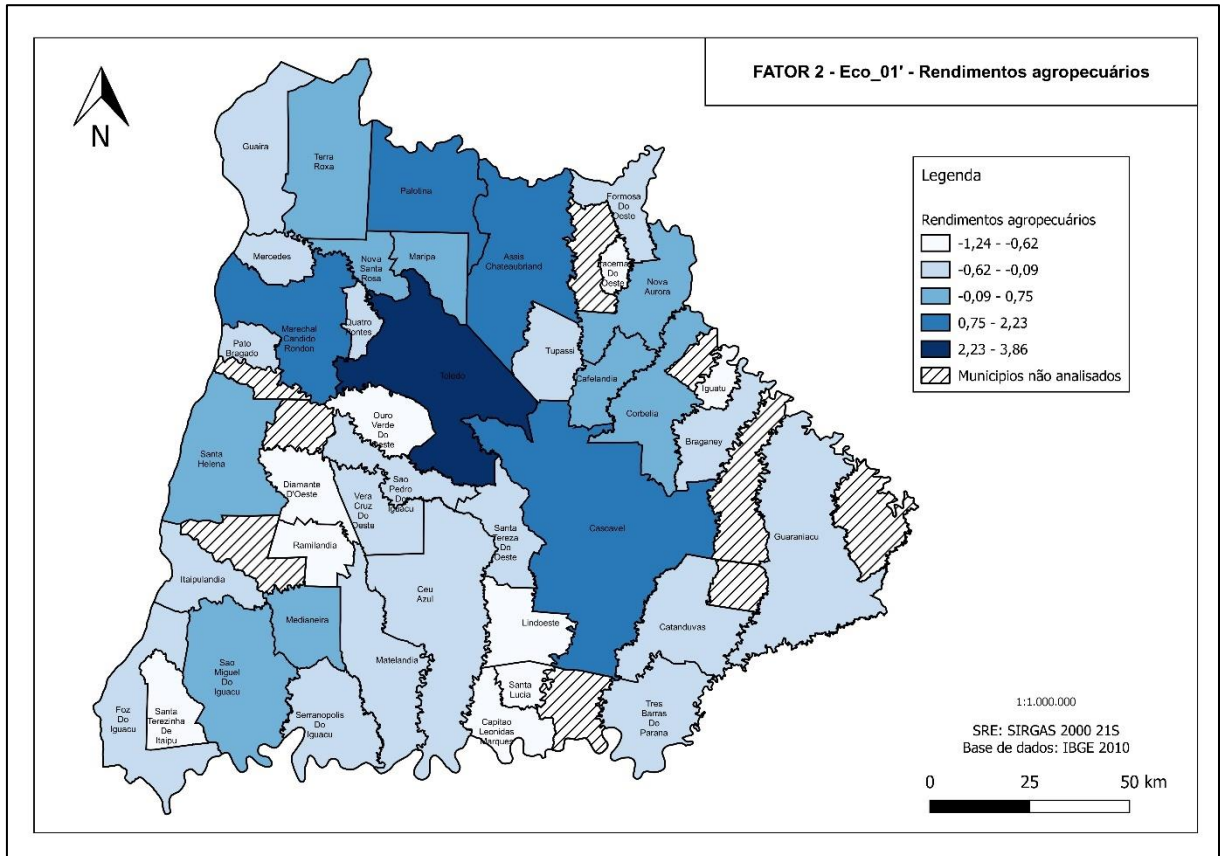 FATOR 2 - Eco_01' - Rendimentos agropecuários
N
Legenda
Rendimentos agropecuários
-1,24 - -0,62
-0,62 - -0,09
-0,09 - 0,75
0,75 - 2,23
2,23 - 3,86
Municipios não analisados
Guaira
Terra
Roxa
Palotina
Assis
Chateaubriand
Formosa
Do
Oeste
Do
Oeste
Nova
Aurora
Mercedes
Nova
Santa
Rosa
Maripa
Marechal
Candido
Rondon
Quatro
Pontes
Pato
Bragado
Toledo
Tupassi
Cafelandia
Corbelia
Iguatu
Braganey
Ouro
Verde
Do
Oeste
Santa
Helena
Diamante
D'Oeste
Vera
Cruz
Do
Oeste
Sao
Pedro
Do
Iguacu
Santa
Tereza
Do
Oeste
Cascavel
Guaraniacu
Ramilandia
Itaipulandia
Ceu
Azul
Medianeira
Matelandia
Lindoeste
Catanduvas
Sao
Miguel
Do
Iguacu
Santa
Lucia
Foz
Do
Iguacu
Santa
Terezinha
De
Itaipu
Serranopolis
Do
Iguacu
Capitao
Leonidas
Marques
Tres
Barras
Do
Parana
1:1.000.000
SRE: SIRGAS 2000 21S
Base de dados: IBGE 2010
0 25 50 km